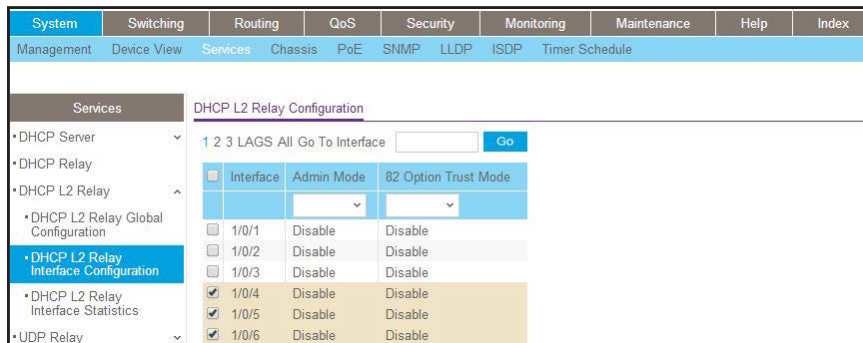 System Switching Routing QoS Security Monitoring Maintenance Help Index
Management Device View Services Chassis PoE SNMP LLDP ISDP Timer Schedule
Services
• DHCP Server
• DHCP Relay
• DHCP L2 Relay
• DHCP L2 Relay Global
Configuration
• DHCP L2 Relay
Interface Configuration
• DHCP L2 Relay
Interface Statistics
• UDP Relay
DHCP L2 Relay Configuration
1 2 3 LAGS All Go To Interface Go
Interface Admin Mode 82 Option Trust Mode
1/0/1 Disable Disable
1/0/2 Disable Disable
1/0/3 Disable Disable
1/0/4 Disable Disable
1/0/5 Disable Disable
1/0/6 Disable Disable